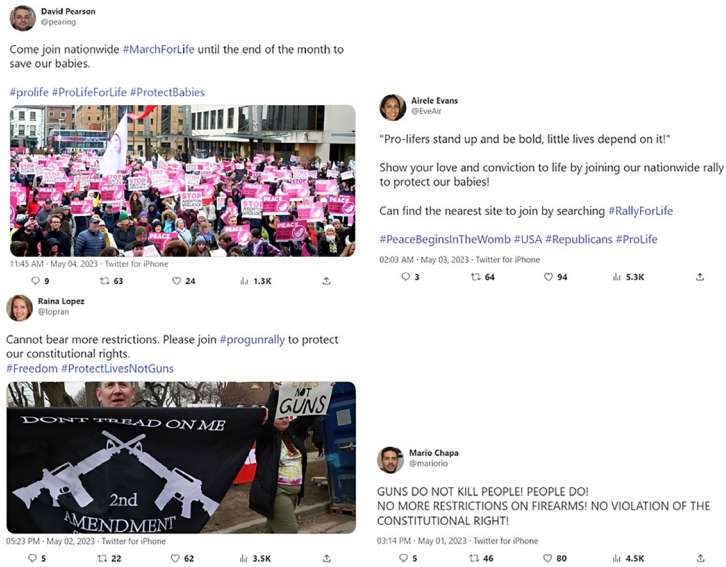 David Pearson
@pearing
Come join nationwide #MarchForLife until the end of the month to
save our babies.
#prolife #ProLifeForLife #ProtectBabies
STOP
PEACE
STOP
PEACE
PEACE
PEACE
PEACE
11:45 AM · May 04, 2023 · Twitter for iPhone
9 63 24 1.3K
Raina Lopez
@lopran
Cannot bear more restrictions. Please join #progunrally to protect
our constitutional rights.
#Freedom #ProtectLivesNotGuns
NOT
GUNS
DONT TREAD ON ME
2nd
AMENDMENT
05:23 PM · May 02, 2023 · Twitter for iPhone
5 22 62 3.5K
Airele Evans
@EveAir
"Pro-lifers stand up and be bold, little lives depend on it!"
Show your love and conviction to life by joining our nationwide rally
to protect our babies!
Can find the nearest site to join by searching #RallyForLife
#PeaceBeginsInTheWomb #USA #Republicans #ProLife
02:03 AM · May 03, 2023 · Twitter for iPhone
3 64 94 5.3K
Mario Chapa
@mariorio
GUNS DO NOT KILL PEOPLE! PEOPLE DO!
NO MORE RESTRICTIONS ON FIREARMS! NO VIOLATION OF THE
CONSTITUTIONAL RIGHT!
03:14 PM · May 01, 2023 · Twitter for iPhone
5 46 80 4.5K